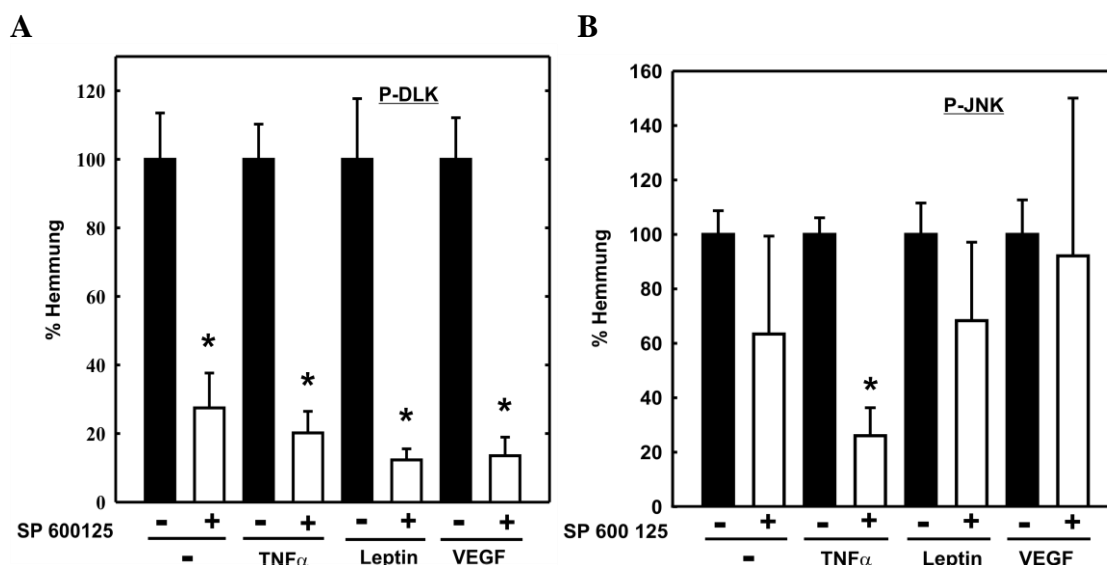 A
B
P-DLK
% Hemmung
120
100
80
60
40
20
0
*
*
*
*
SP 600125
- + - + - + - +
- TNFα Leptin VEGF
P-JNK
% Hemmung
160
140
120
100
80
60
40
20
0
*
SP 600 125
- + - + - + - +
- TNFα Leptin VEGF